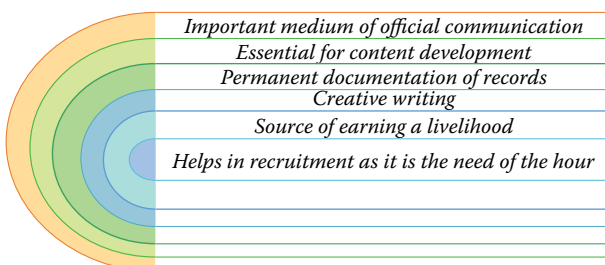 Important medium of official communication
Essential for content development
Permanent documentation of records
Creative writing
Source of earning a livelihood
Helps in recruitment as it is the need of the hour